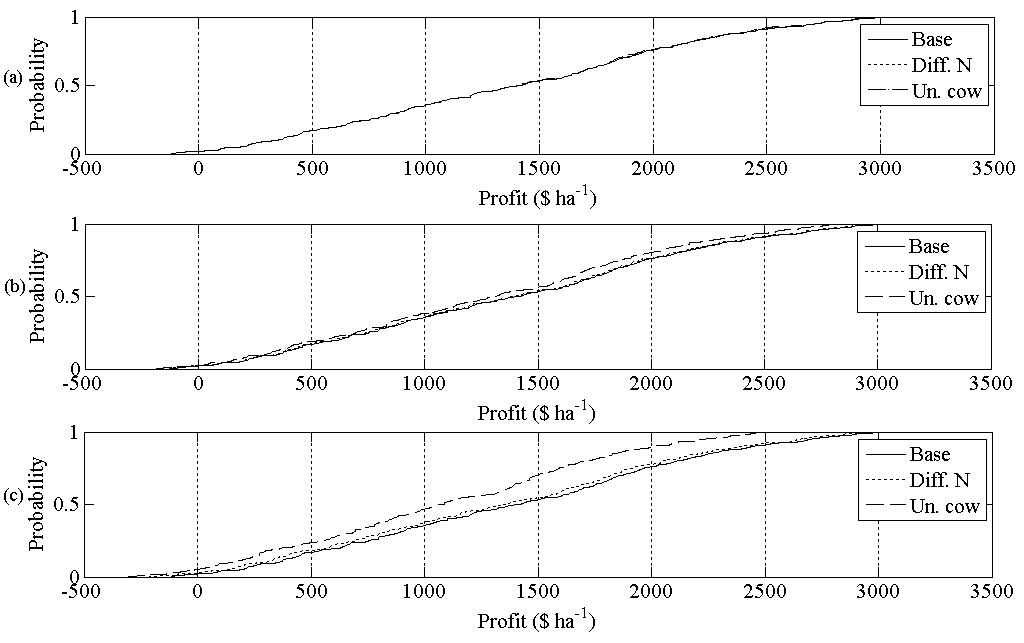 1
0.5
0
Probability
(a)
Base
Diff. N
Un. cow
-500 0 500 1000 1500 2000 2500 3000 3500
Profit ($ ha-1)
1
0.5
0
Probability
(b)
Base
Diff. N
Un. cow
-500 0 500 1000 1500 2000 2500 3000 3500
Profit ($ ha-1)
1
0.5
0
Probability
(c)
Base
Diff. N
Un. cow
-500 0 500 1000 1500 2000 2500 3000 3500
Profit ($ ha-1)